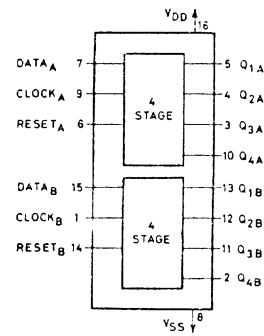 VDD
16
DATAA 7
5 Q1A
CLOCKA 9
4 Q2A
RESETA 6
3 Q3A
4
STAGE
10 Q4A
DATAB 15
13 Q1B
CLOCKB 1
12 Q2B
RESETB 14
11 Q3B
4
STAGE
2 Q4B
8
VSS